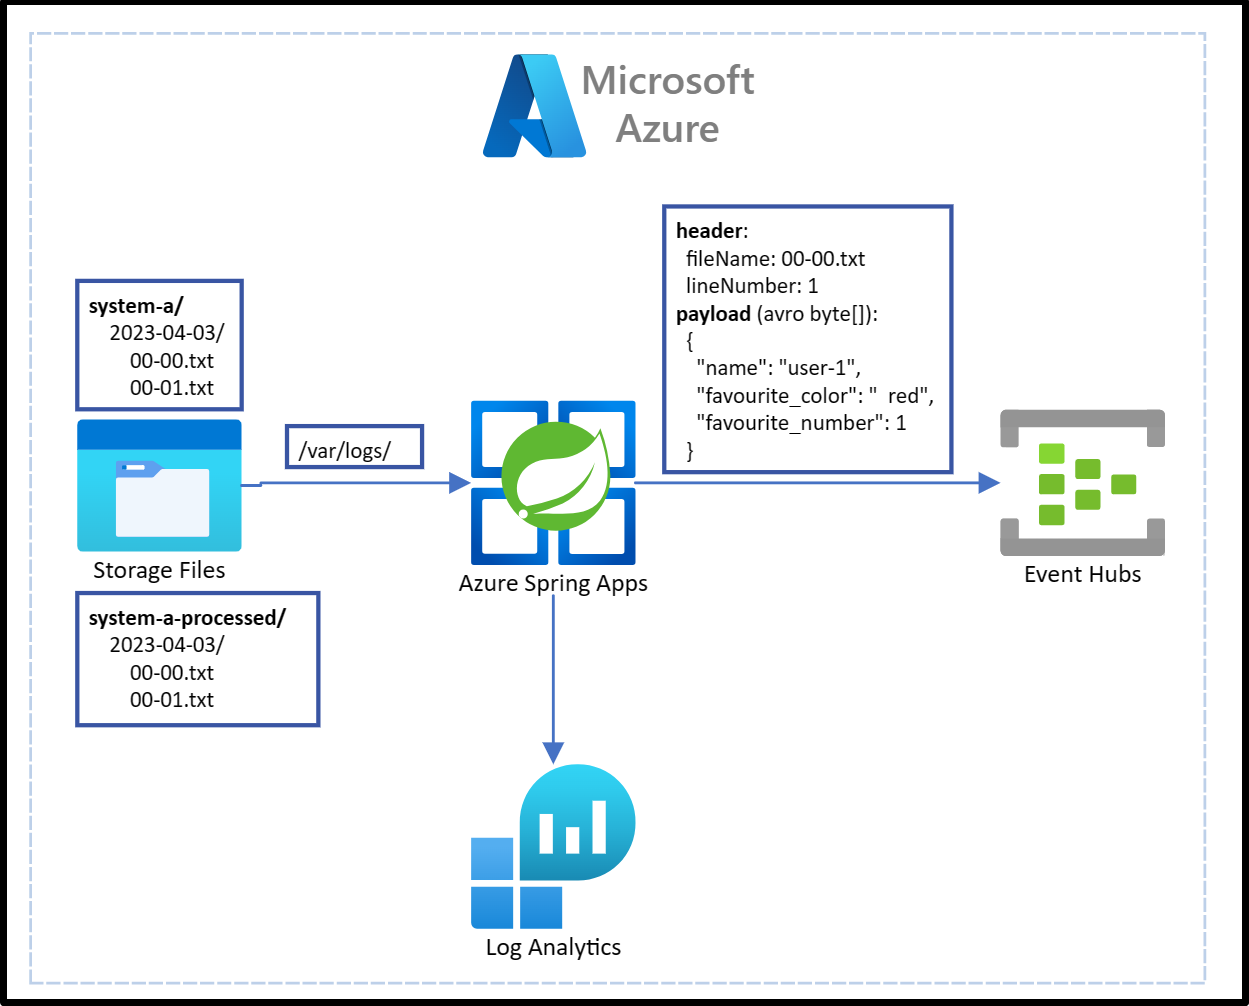 Microsoft
Azure
header:
fileName: 00-00.txt
lineNumber: 1
payload (avro byte[]):
{
"name": "user-1",
"favourite_color": "  red",
"favourite_number": 1
}
system-a/
2023-04-03/
00-00.txt
00-01.txt
/var/logs/
Storage Files
Azure Spring Apps
Event Hubs
system-a-processed/
2023-04-03/
00-00.txt
00-01.txt
Log Analytics